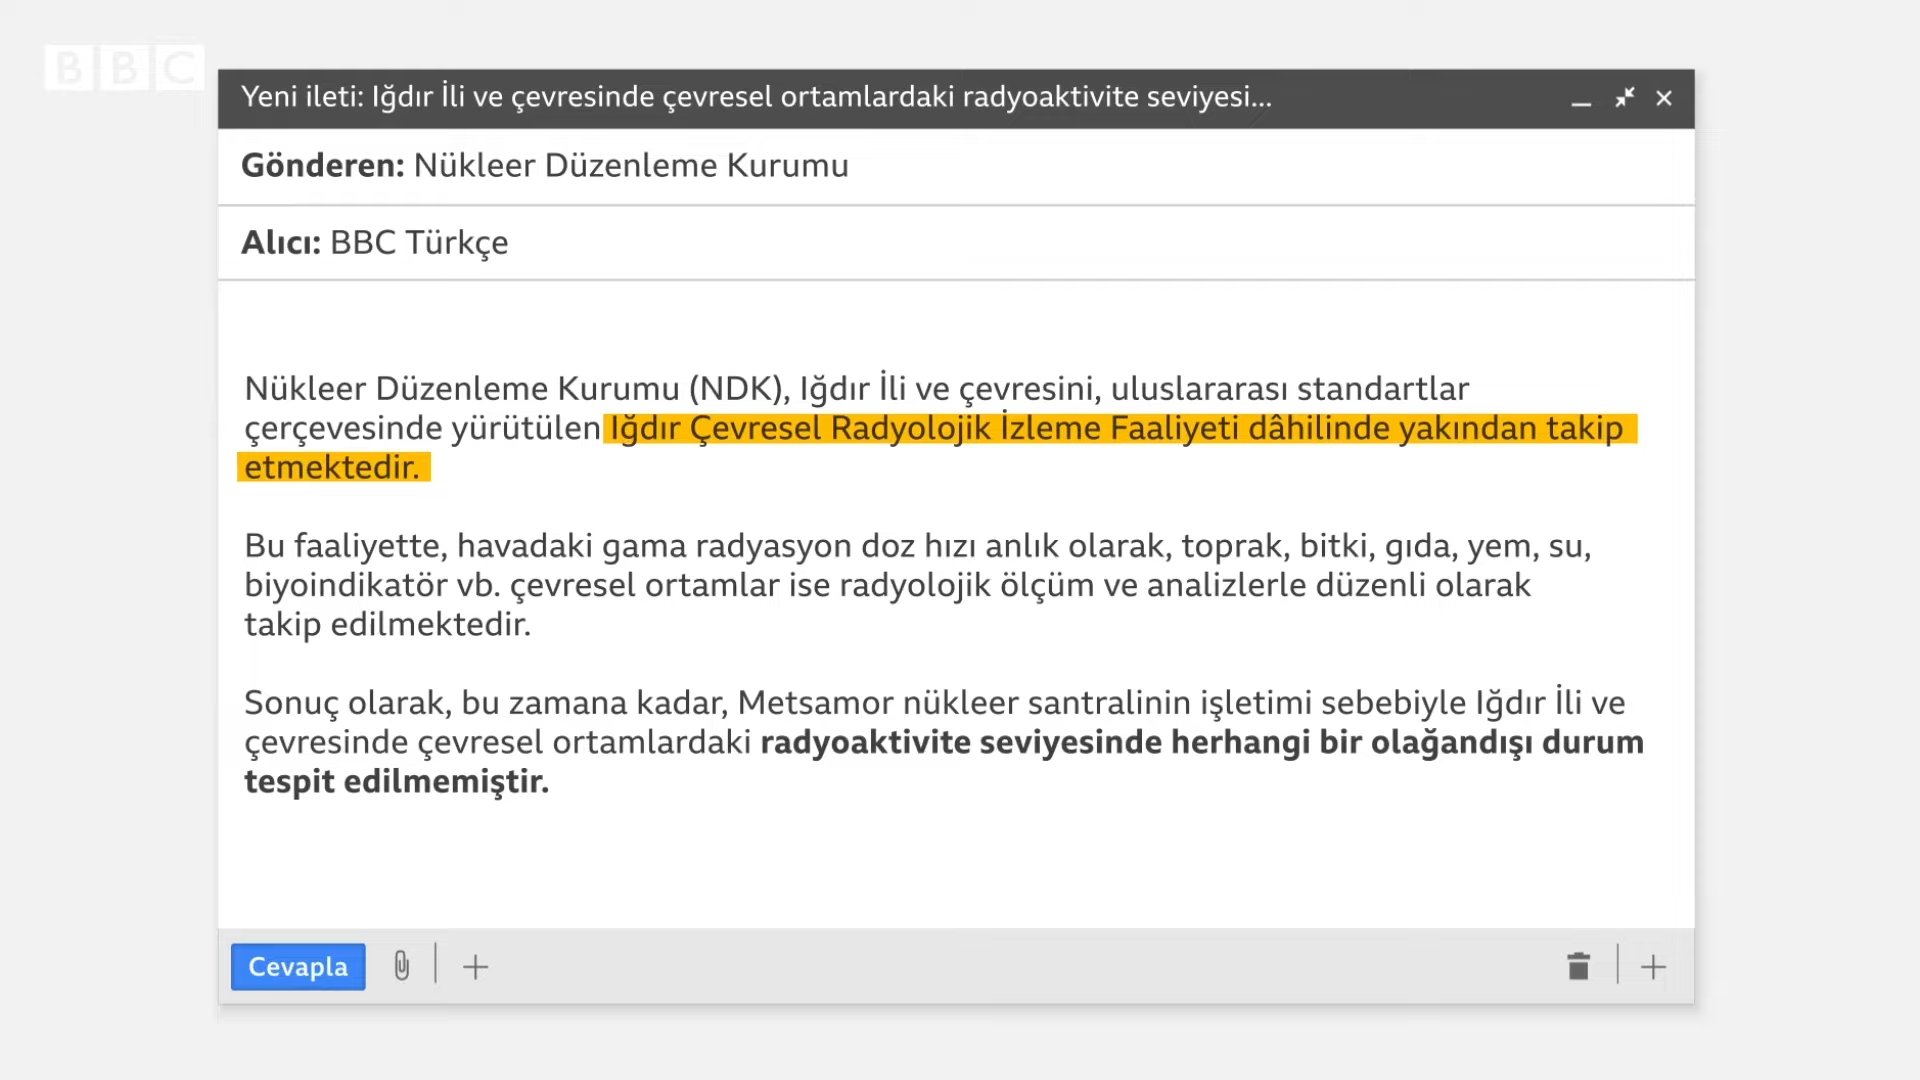 BBC
Yeni ileti: Iğdır İli ve çevresinde çevresel ortamlardaki radyoaktivite seviyesi...
Gönderen: Nükleer Düzenleme Kurumu
Alıcı: BBC Türkçe
Nükleer Düzenleme Kurumu (NDK), Iğdır İli ve çevresini, uluslararası standartlar
çerçevesinde yürütülen Iğdır Çevresel Radyolojik İzleme Faaliyeti dâhilinde yakından takip
etmektedir.
Bu faaliyette, havadaki gama radyasyon doz hızı anlık olarak, toprak, bitki, gıda, yem, su,
biyoindikatör vb. çevresel ortamlar ise radyolojik ölçüm ve analizlerle düzenli olarak
takip edilmektedir.
Sonuç olarak, bu zamana kadar, Metsamor nükleer santralinin işletimi sebebiyle Iğdır İli ve
çevresinde çevresel ortamlardaki radyoaktivite seviyesinde herhangi bir olağandışı durum
tespit edilmemiştir.
Cevapla